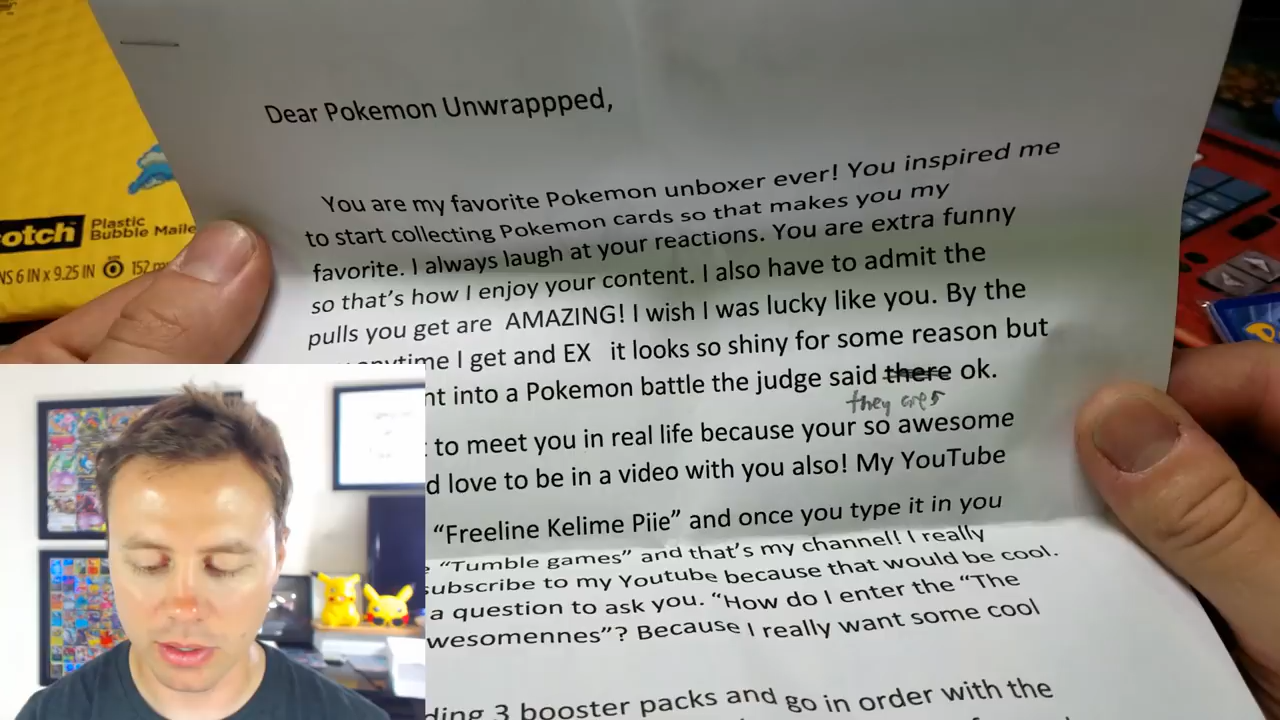 Dear Pokemon Unwrappped,
You are my favorite Pokemon unboxer ever! You inspired me
to start collecting Pokemon cards so that makes you my
favorite. I always laugh at your reactions. You are extra funny
so that's how I enjoy your content. I also have to admit the
pulls you get are AMAZING! I wish I was lucky like you. By the
anytime I get and EX it looks so shiny for some reason but
into a Pokemon battle the judge said there ok.
they
to meet you in real life because your so awesome
love to be in a video with you also! My YouTube
"Freeline Kelime Piie" and once you type it in you
"Tumble games" and that's my channel! I really
subscribe to my Youtube because that would be cool.
a question to ask you. "How do I enter the "The
wesomennes"? Because I really want some cool
3 booster packs and go in order with the
otch Plastic
Bubble Maile
NS 6 IN x 9.25 IN 152